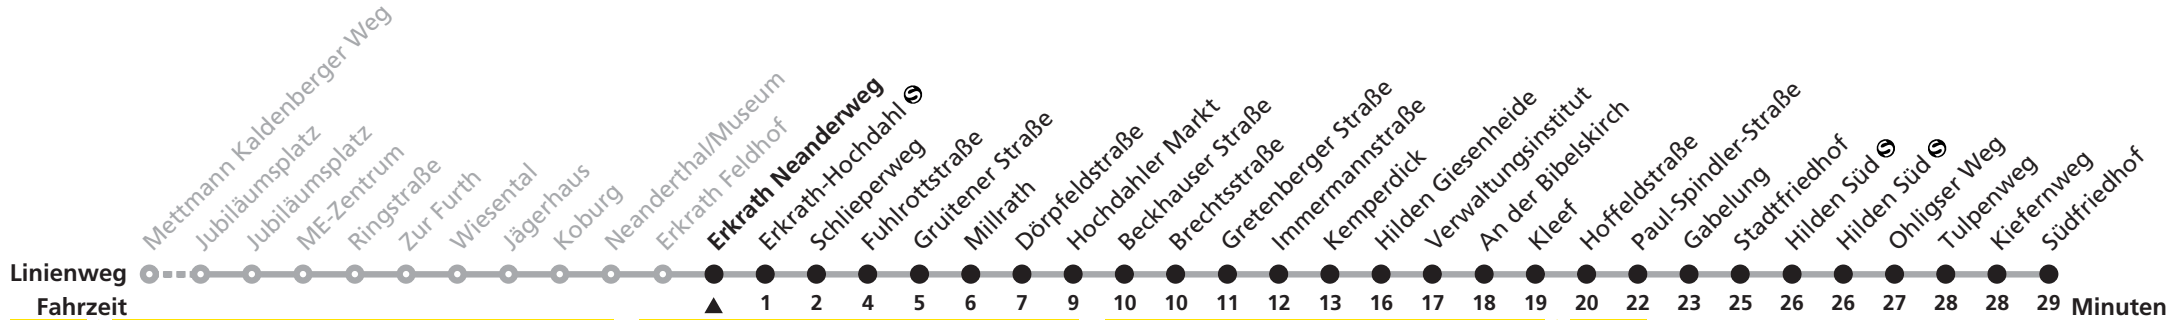 Mettmann Kaldenberger Weg
Jubiläumsplatz
Jubiläumsplatz
ME-Zentrum
Ringstraße
Zur Furth
Wiesental
Jägerhaus
Koburg
Neanderthal/Museum
Erkrath Feldhof
Erkrath Neanderweg
Erkrath-Hochdahl S
Schlieperweg
Fuhlrottstraße
Gruitener Straße
Millrath
Dörpfeldstraße
Hochdahler Markt
Beckhauser Straße
Brechtsstraße
Gretenberger Straße
Immermannstraße
Kemperdick
Hilden Giesenheide
Verwaltungsinstitut
An der Bibelskirch
Kleef
Hoffeldstraße
Paul-Spindler-Straße
Gabelung
Stadtfriedhof
Hilden Süd S
Hilden Süd S
Ohligser Weg
Tulpenweg
Kiefernweg
Südfriedhof
Linienweg
Fahrzeit ▲ 1 2 4 5 6 7 9 10 10 11 12 13 16 17 18 19 20 22 23 25 26 26 27 28 28 29 Minuten